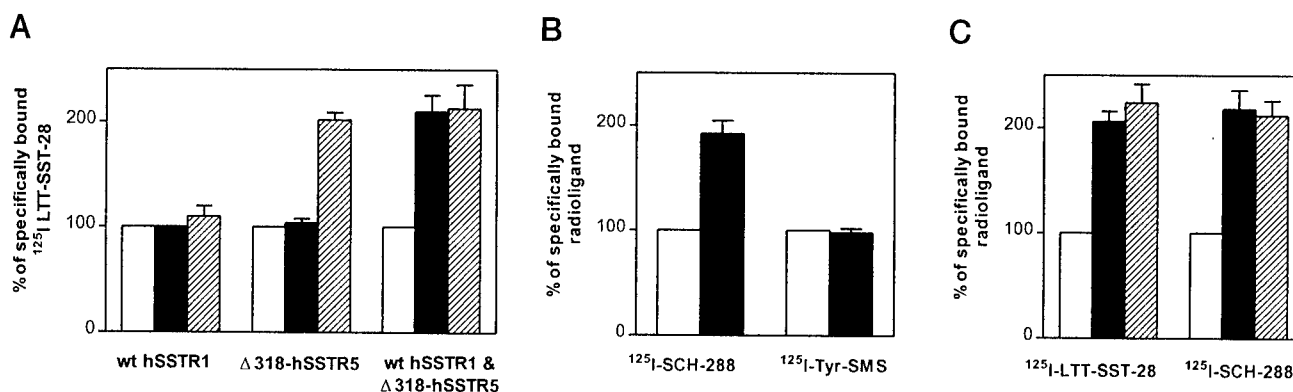 A
% of specifically bound
¹²⁵I LTT-SST-28
200
100
0
wt hSSTR1
Δ318-hSSTR5
wt hSSTR1 &
Δ318-hSSTR5
B
% of specifically bound
radioligand
200
100
0
¹²⁵I-SCH-288
¹²⁵I-Tyr-SMS
C
% of specifically bound
radioligand
200
100
0
¹²⁵I-LTT-SST-28
¹²⁵I-SCH-288